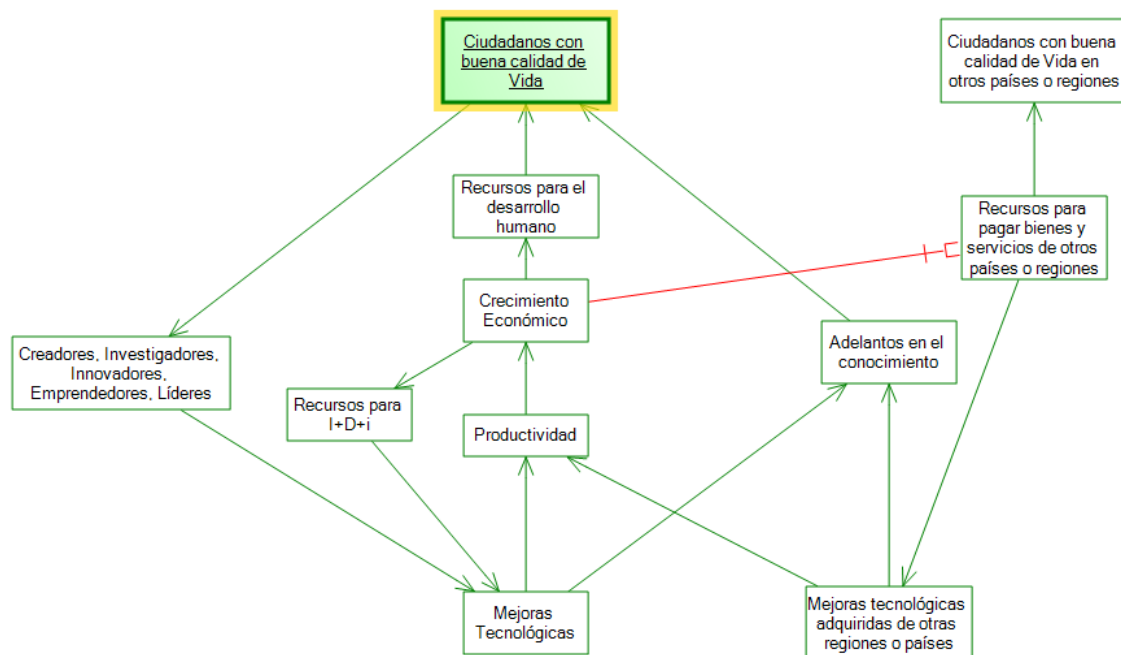 Ciudadanos con
buena calidad de
Vida
Ciudadanos con buena
calidad de Vida en
otros países o regiones
Recursos para el
desarrollo
humano
Recursos para
pagar bienes y
servicios de otros
países o regiones
Crecimiento
Económico
Creadores, Investigadores,
Innovadores,
Emprendedores, Líderes
Adelantos en el
conocimiento
Recursos para
I+D+i
Productividad
Mejoras
Tecnológicas
Mejoras tecnológicas
adquiridas de otras
regiones o países